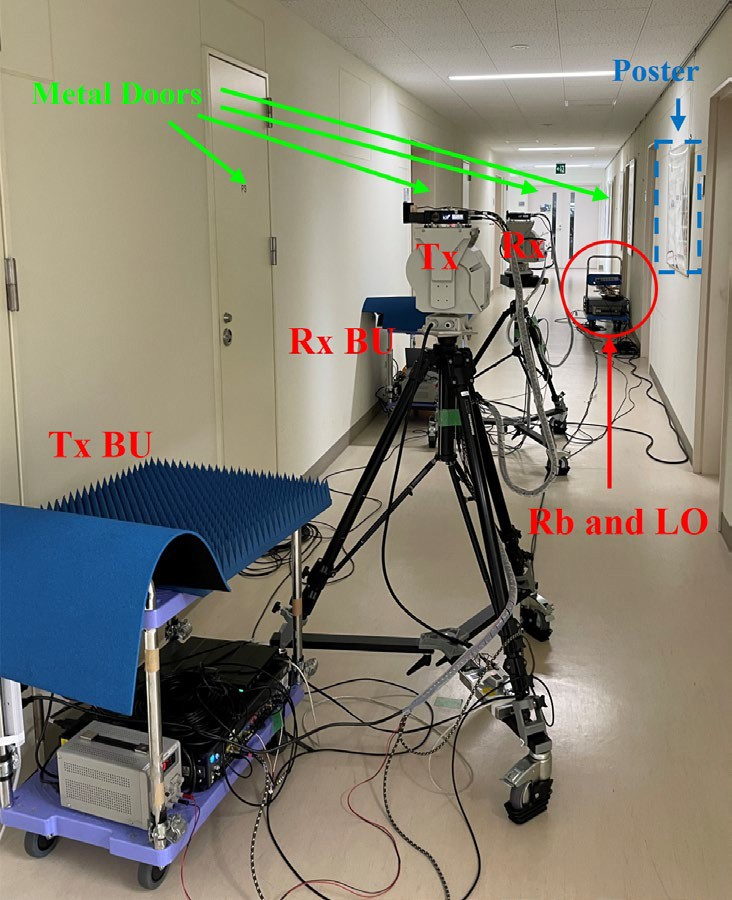 Poster
Metal Doors
Tx
Rx
Rx BU
Tx BU
Rb and LO